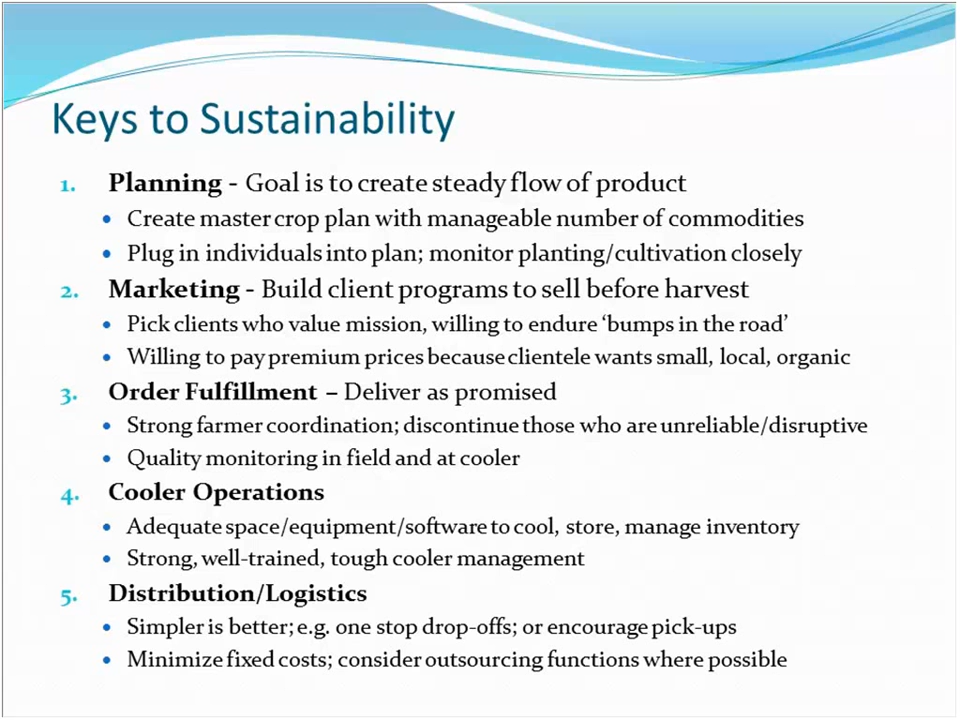 Keys to Sustainability
1. Planning - Goal is to create steady flow of product
• Create master crop plan with manageable number of commodities
• Plug in individuals into plan; monitor planting/cultivation closely
2. Marketing - Build client programs to sell before harvest
• Pick clients who value mission, willing to endure ‘bumps in the road’
• Willing to pay premium prices because clientele wants small, local, organic
3. Order Fulfillment – Deliver as promised
• Strong farmer coordination; discontinue those who are unreliable/disruptive
• Quality monitoring in field and at cooler
4. Cooler Operations
• Adequate space/equipment/software to cool, store, manage inventory
• Strong, well-trained, tough cooler management
5. Distribution/Logistics
• Simpler is better; e.g. one stop drop-offs; or encourage pick-ups
• Minimize fixed costs; consider outsourcing functions where possible